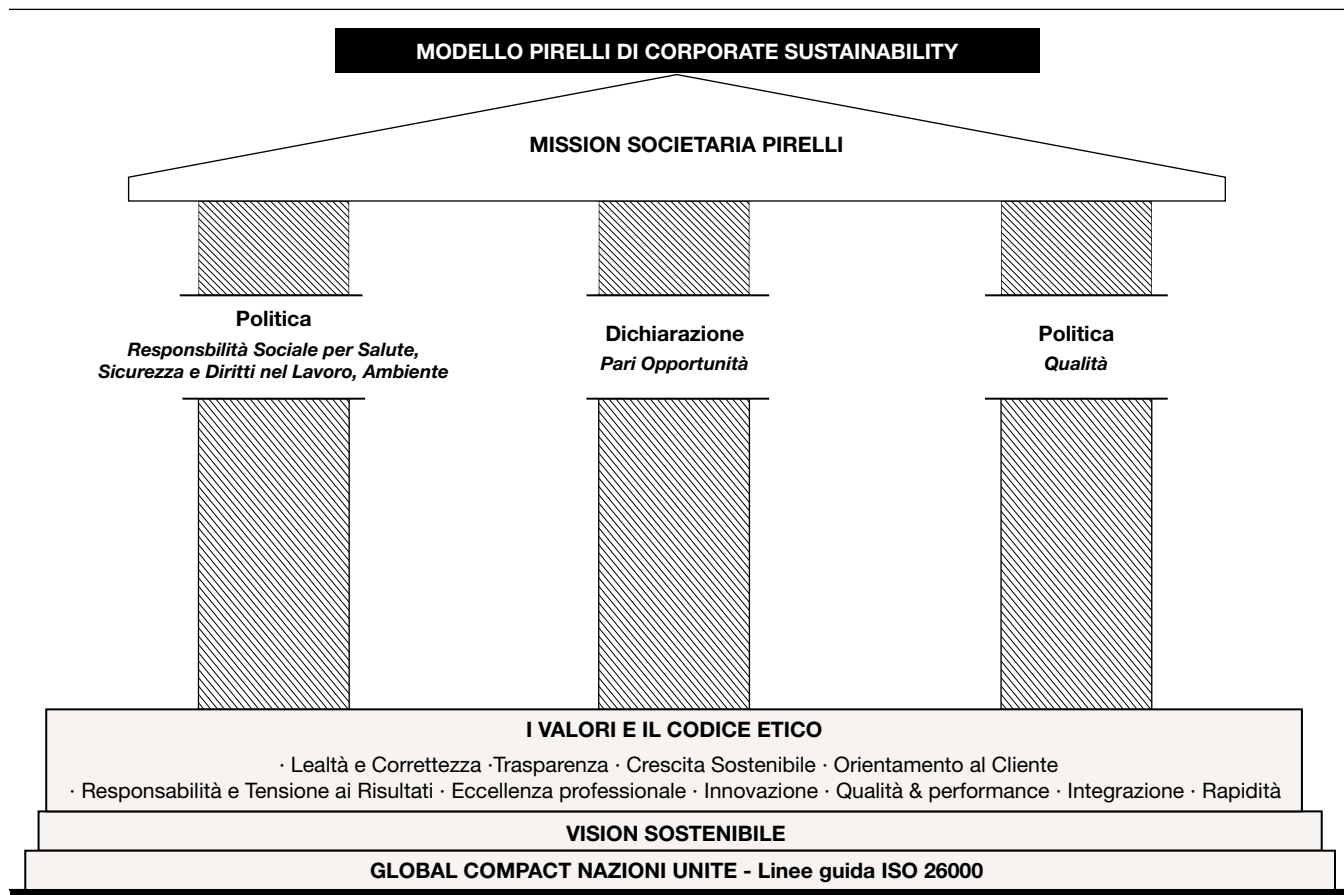 MODELLO PIRELLI DI CORPORATE SUSTAINABILITY
MISSION SOCIETARIA PIRELLI
Politica
Responsbilità Sociale per Salute,
Sicurezza e Diritti nel Lavoro, Ambiente
Dichiarazione
Pari Opportunità
Politica
Qualità
I VALORI E IL CODICE ETICO
· Lealtà e Correttezza ·Trasparenza · Crescita Sostenibile · Orientamento al Cliente
· Responsabilità e Tensione ai Risultati · Eccellenza professionale · Innovazione · Qualità & performance · Integrazione · Rapidità
VISION SOSTENIBILE
GLOBAL COMPACT NAZIONI UNITE - Linee guida ISO 26000